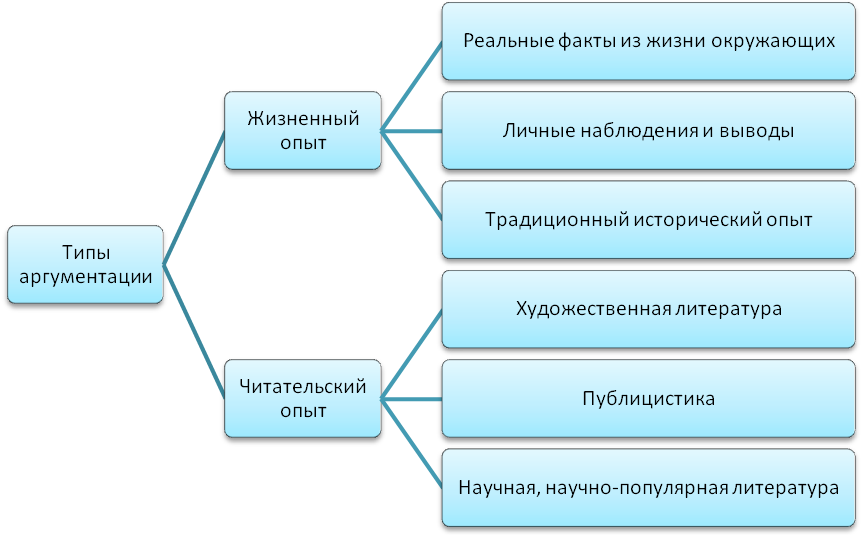 Типы
аргументации
Жизненный
опыт
Реальные факты из жизни окружающих
Личные наблюдения и выводы
Традиционный исторический опыт
Читательский
опыт
Художественная литература
Публицистика
Научная, научно-популярная литература